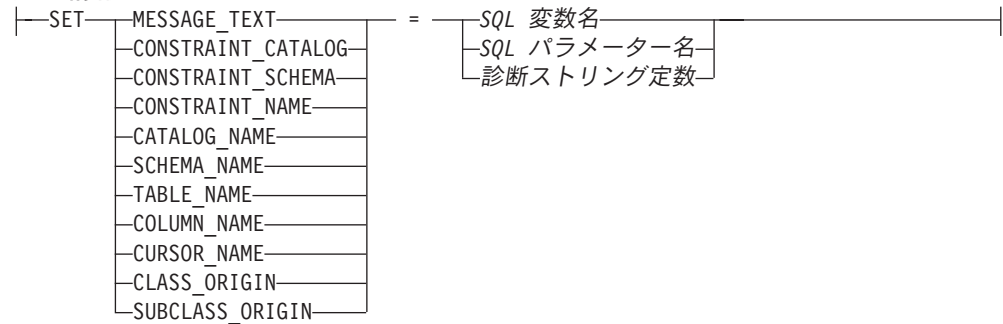 SET MESSAGE_TEXT = SQL 変数名
CONSTRAINT_CATALOG SQL パラメーター名
CONSTRAINT_SCHEMA 診断ストリング定数
CONSTRAINT_NAME
CATALOG_NAME
SCHEMA_NAME
TABLE_NAME
COLUMN_NAME
CURSOR_NAME
CLASS_ORIGIN
SUBCLASS_ORIGIN